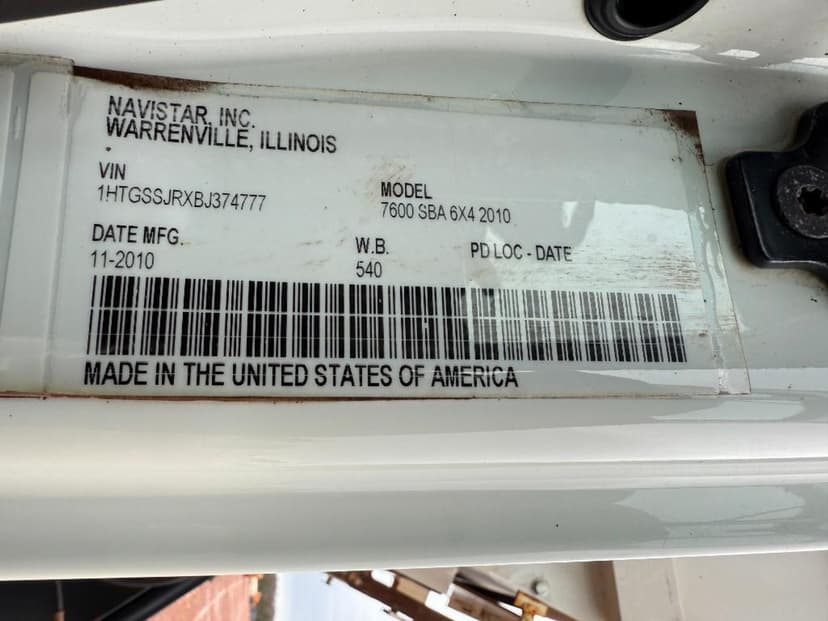 NAVISTAR, INC.
WARRENVILLE, ILLINOIS
VIN
1HTGSSJRXBJ374777
MODEL
7600 SBA 6X4 2010
DATE MFG.
11-2010
W.B.
540
PD LOC - DATE
MADE IN THE UNITED STATES OF AMERICA